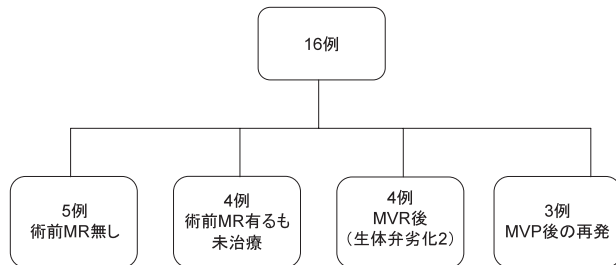 16例
5例
術前MR無し
4例
術前MR有るも
未治療
4例
MVR後
（生体弁劣化2）
3例
MVP後の再発